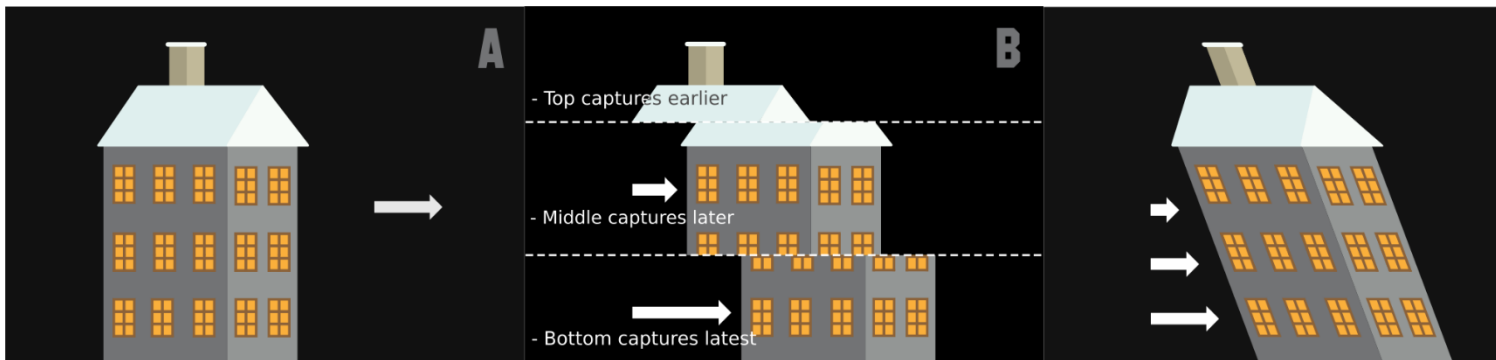 A
B
- Top captures earlier
- Middle captures later
- Bottom captures latest